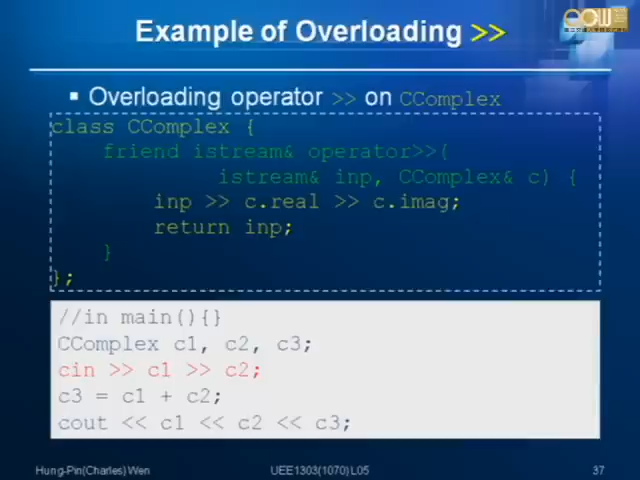 Example of Overloading >>
▪ Overloading operator >> on CComplex
class CComplex {
friend istream& operator>>(
istream& inp, CComplex& c) {
inp >> c.real >> c.imag;
return inp;
}
};
//in main(){}
CComplex c1, c2, c3;
cin >> c1 >> c2;
c3 = c1 + c2;
cout << c1 << c2 << c3;
Hung-Pin(Charles) Wen
UEE1303(1070) L05
37